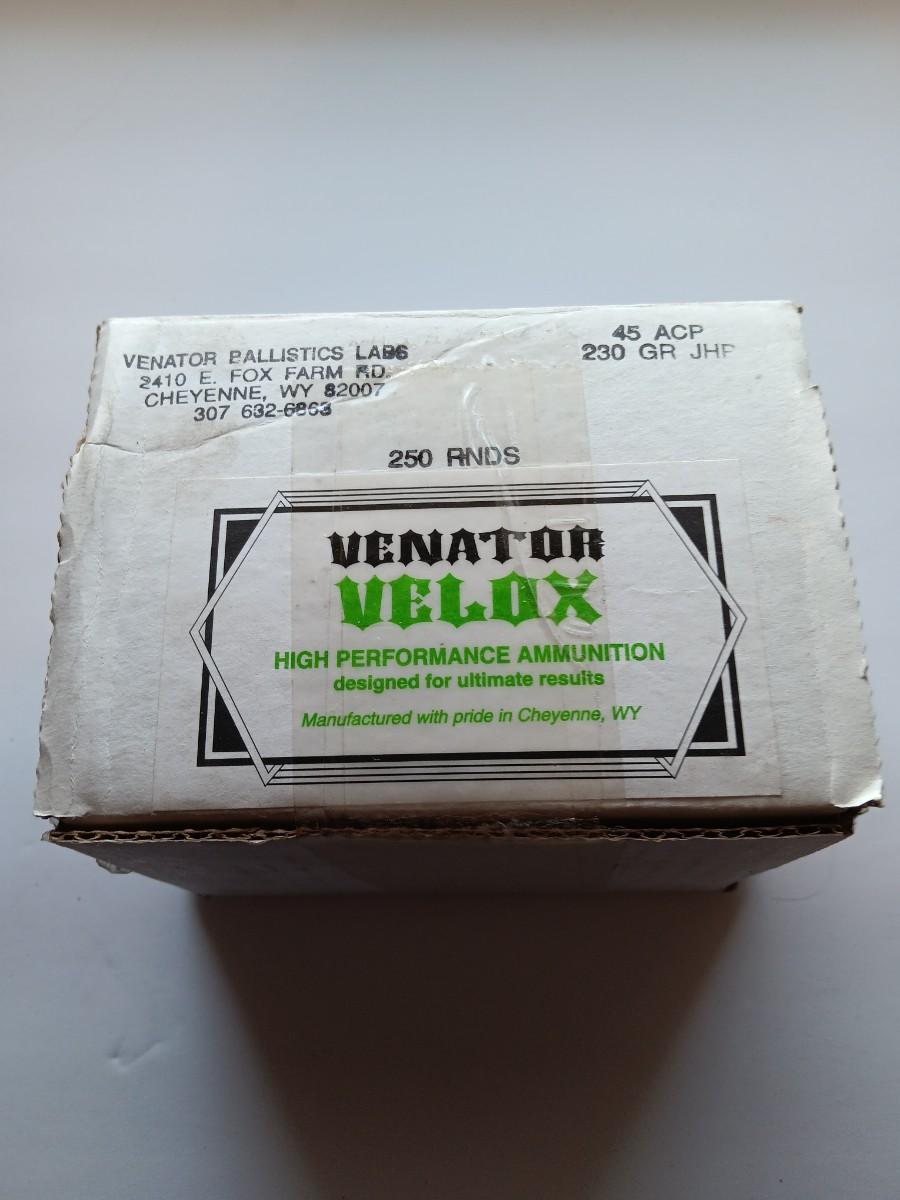 VENATOR BALLISTICS LABS
2410 E. FOX FARM RD.
CHEYENNE, WY 82007
307 632-6863
45 ACP
230 GR JHP
250 RNDS
VENATOR
VELOX
HIGH PERFORMANCE AMMUNITION
designed for ultimate results
Manufactured with pride in Cheyenne, WY